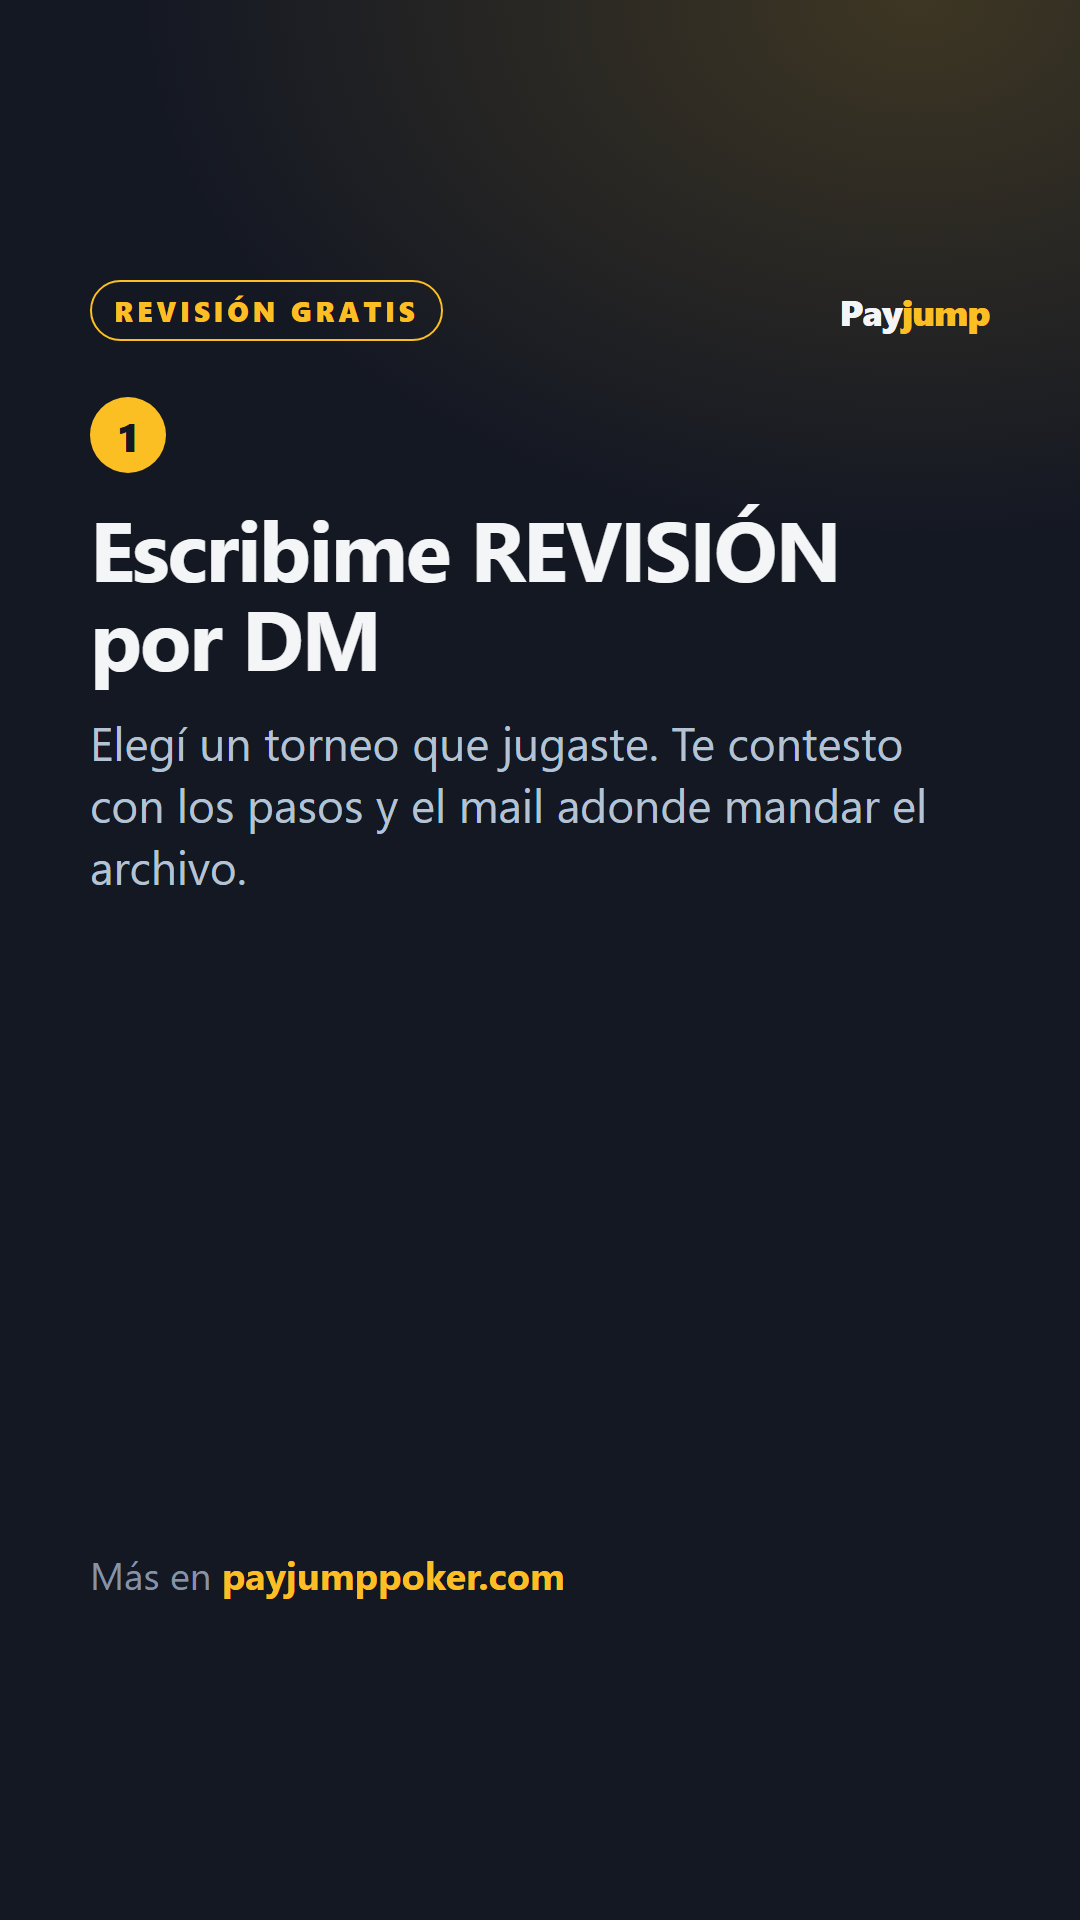 REVISIÓN GRATIS
Payjump
1
Escribime REVISIÓN
por DM
Elegí un torneo que jugaste. Te contesto
con los pasos y el mail adonde mandar el
archivo.
Más en payjumppoker.com